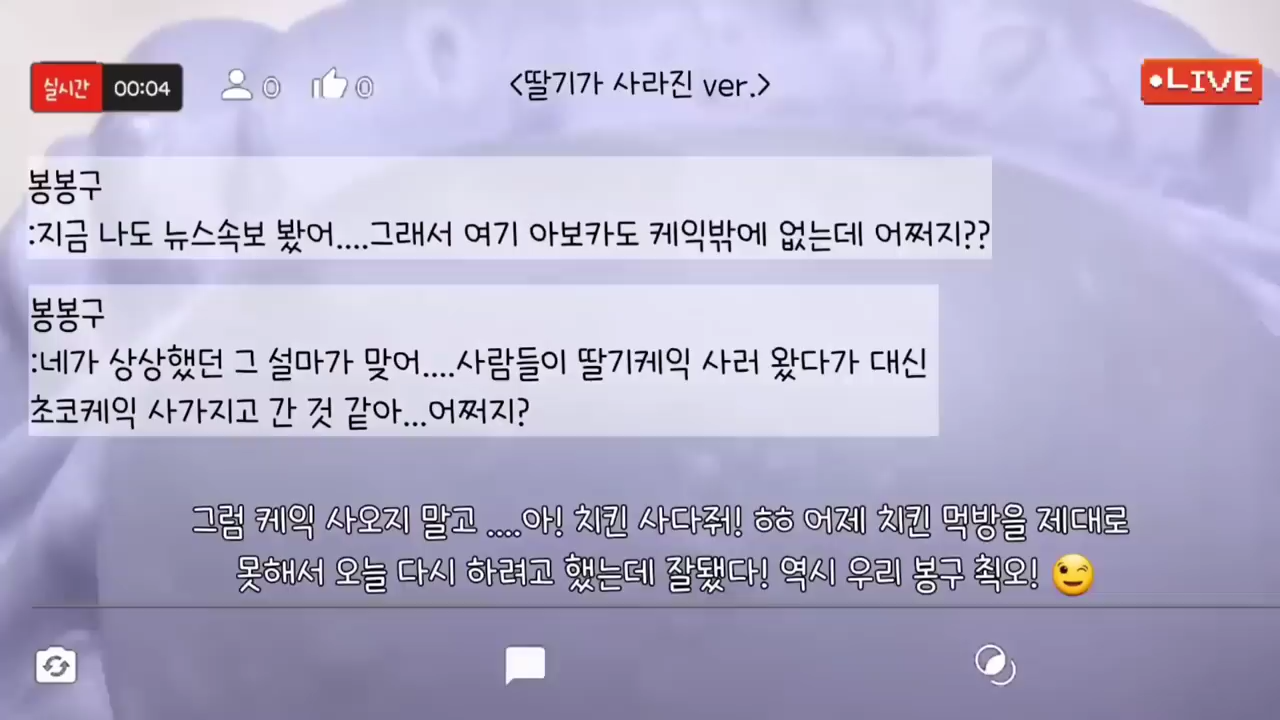 실시간 00:04 0 0 <딸기가 사라진 ver.> •LIVE
봉봉구
:지금 나도 뉴스속보 봤어....그래서 여기 아보카도 케익밖에 없는데 어쩌지??
봉봉구
:네가 상상했던 그 설마가 맞어....사람들이 딸기케익 사러 왔다가 대신
초코케익 사가지고 간 것 같아...어쩌지?
그럼 케익 사오지 말고 ....아! 치킨 사다줘! ㅎㅎ 어제 치킨 먹방을 제대로
못해서 오늘 다시 하려고 했는데 잘됐다! 역시 우리 봉구 최오! 😉